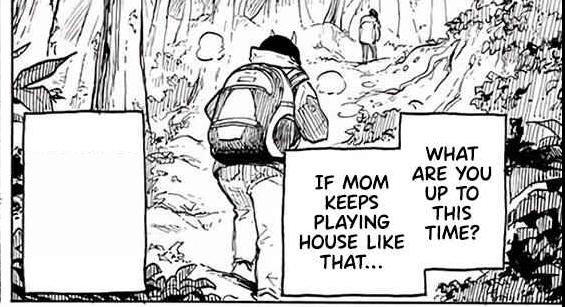 WHAT
ARE YOU
UP TO
THIS
TIME?
IF MOM
KEEPS
PLAYING
HOUSE LIKE
THAT...